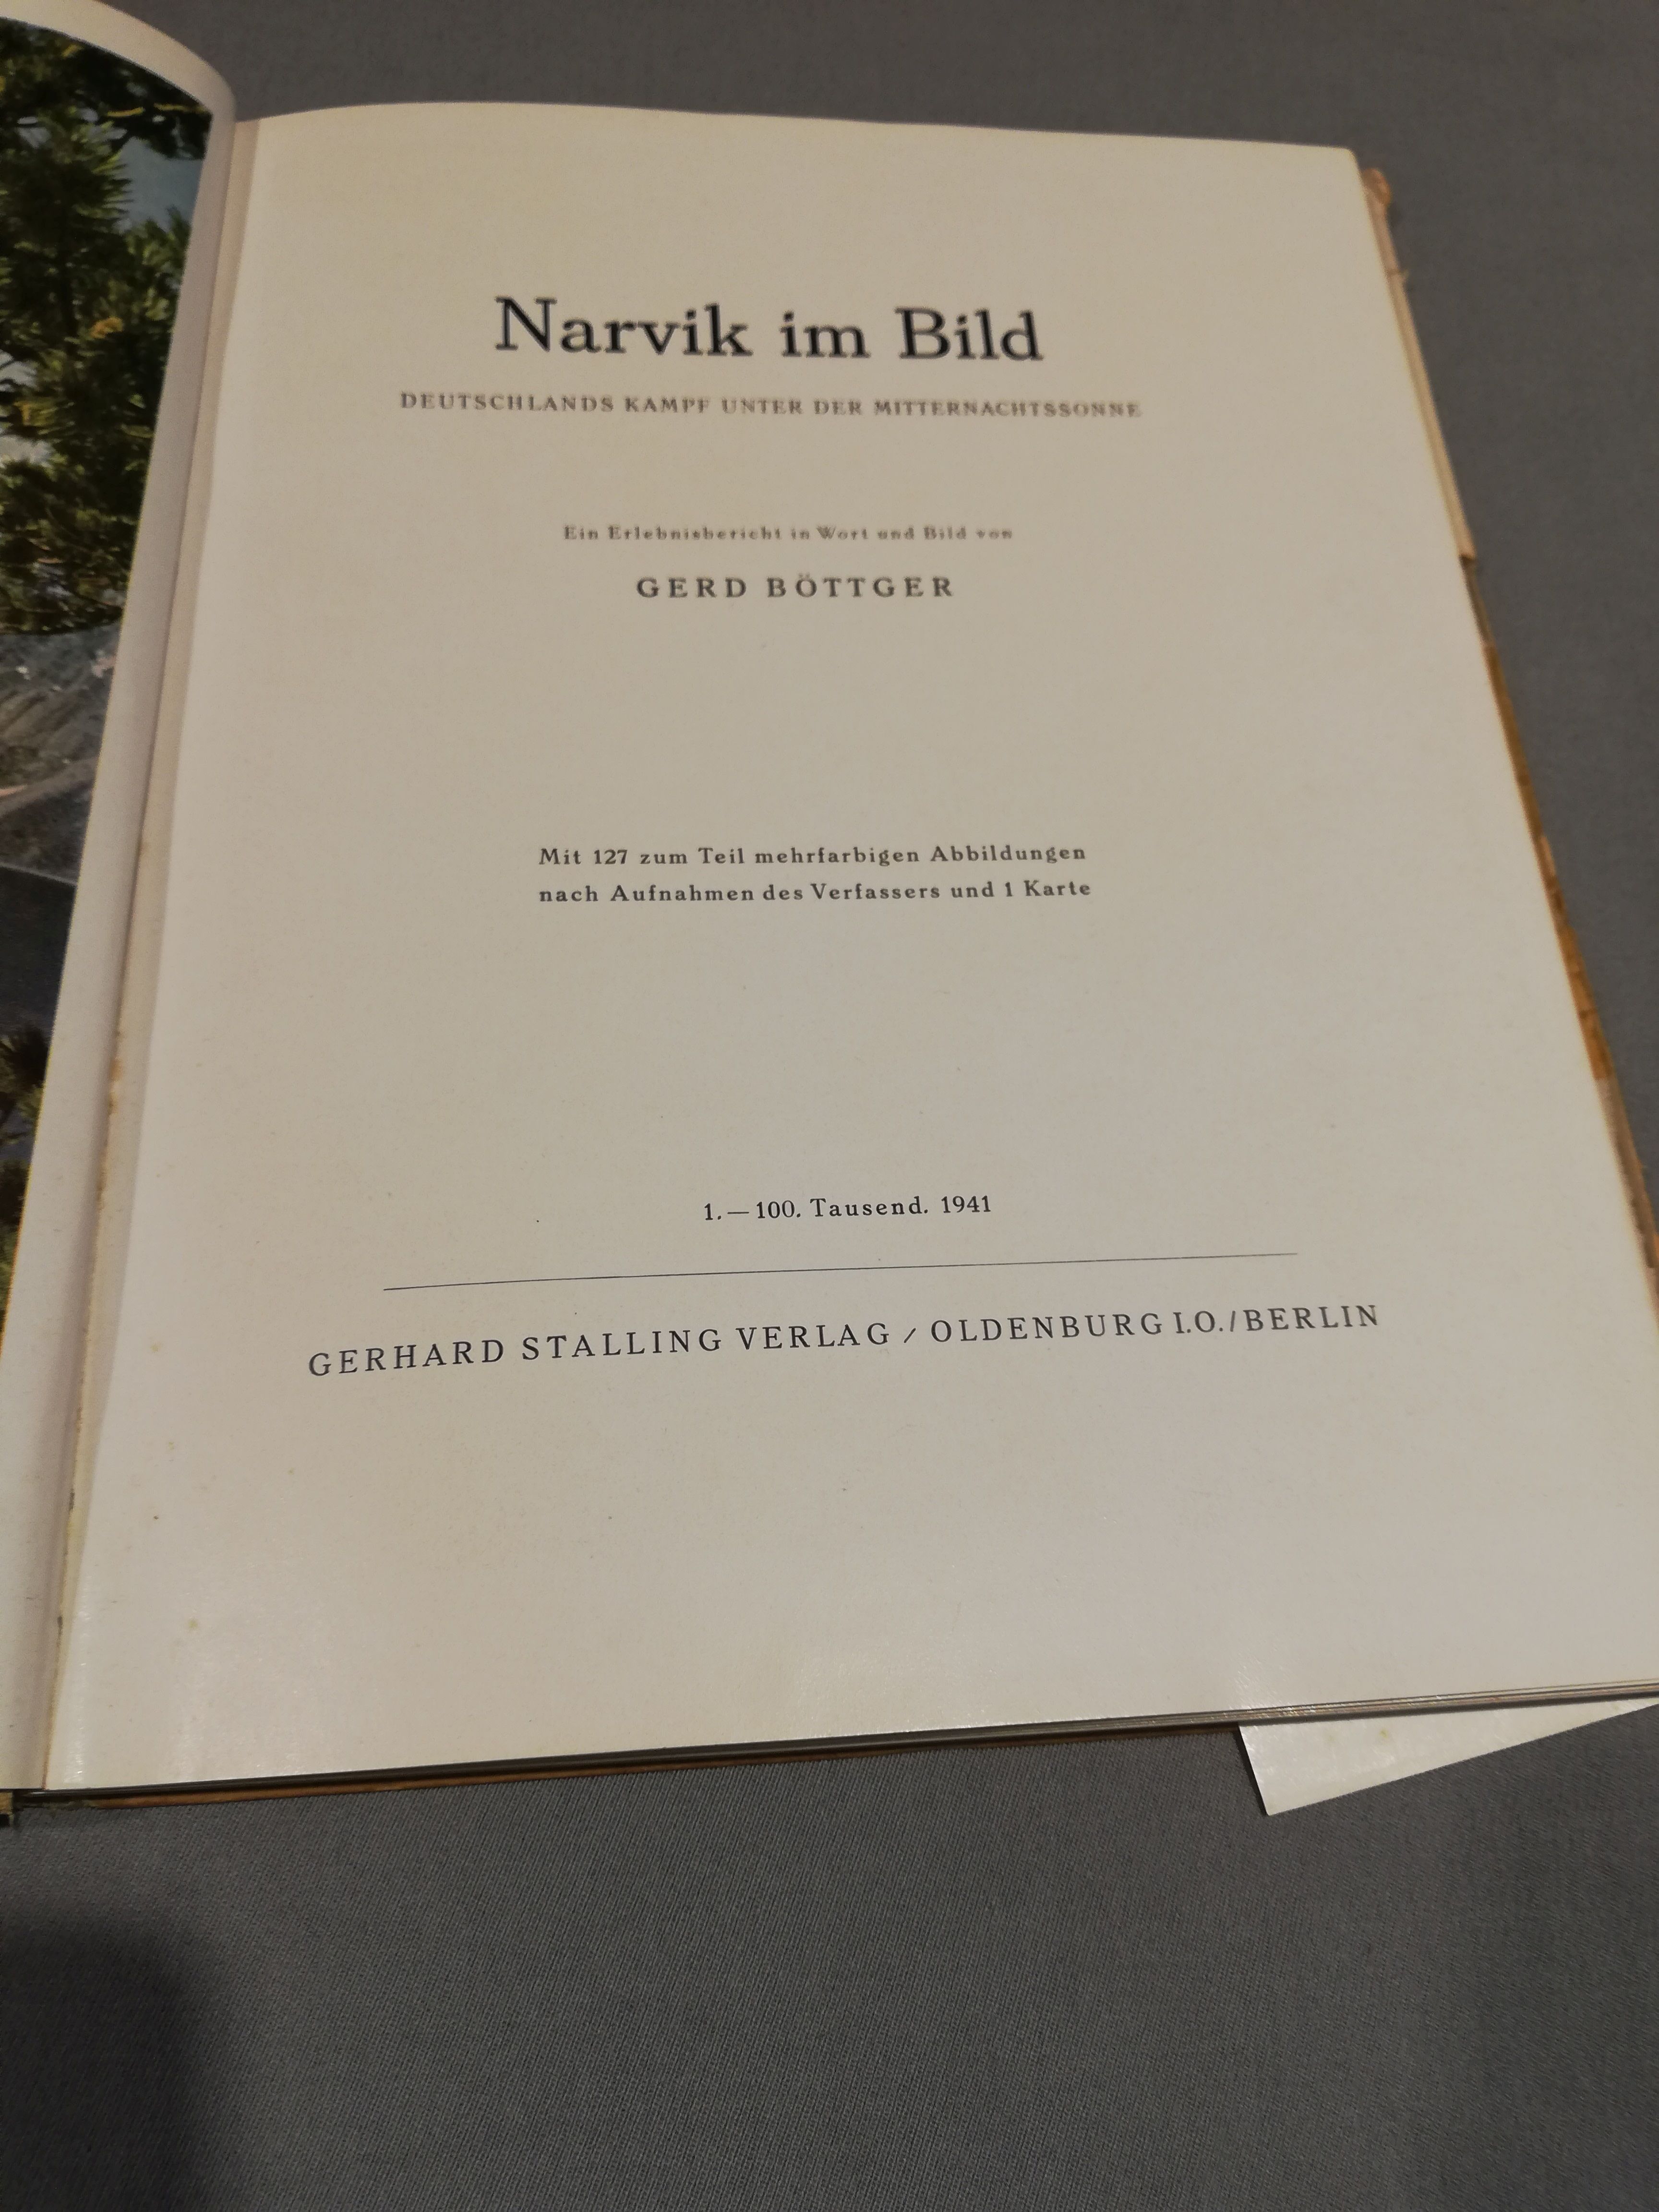 Narvik im Bild
DEUTSCHLANDS KAMPF UNTER DER MITTERNACHTSSONNE
Ein Erlebnisbericht in Wort und Bild von
GERD BÖTTGER
Mit 127 zum Teil mehrfarbigen Abbildungen
nach Aufnahmen des Verfassers und 1 Karte
1.—100. Tausend. 1941
GERHARD STALLING VERLAG / OLDENBURG I.O./BERLIN